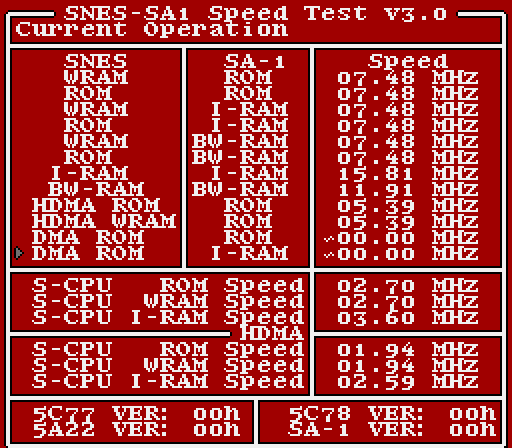 SNES-SA1 Speed Test v3.0
Current Operation
SNES SA-1 Speed
WRAM ROM 07.48 MHZ
ROM ROM 07.48 MHZ
WRAM I-RAM 07.48 MHZ
ROM I-RAM 07.48 MHZ
WRAM BW-RAM 07.48 MHZ
ROM BW-RAM 07.48 MHZ
I-RAM I-RAM 15.81 MHZ
BW-RAM BW-RAM 11.91 MHZ
HDMA ROM ROM 05.39 MHZ
HDMA WRAM ROM 05.39 MHZ
DMA ROM ROM ~00.00 MHZ
DMA ROM I-RAM ~00.00 MHZ
S-CPU ROM Speed 02.70 MHZ
S-CPU WRAM Speed 02.70 MHZ
S-CPU I-RAM Speed 03.60 MHZ
HDMA
S-CPU ROM Speed 01.94 MHZ
S-CPU WRAM Speed 01.94 MHZ
S-CPU I-RAM Speed 02.59 MHZ
5C77 VER: 00h 5C78 VER: 00h
5A22 VER: 00h SA-1 VER: 00h